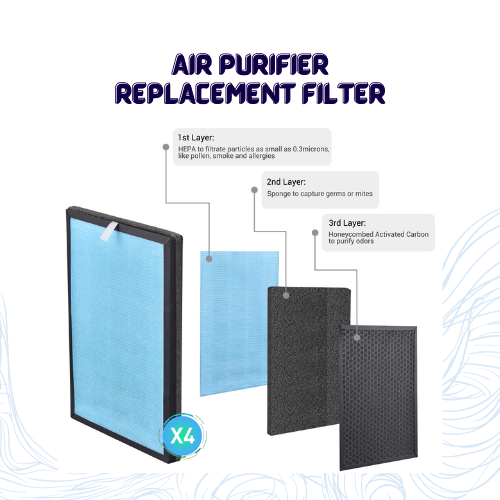 AIR PURIFIER
REPLACEMENT FILTER
1st Layer:
HEPA to filtrate particles as small as 0.3microns,
like pollen, smoke and allergies
2nd Layer:
Sponge to capture germs or mites
3rd Layer:
Honeycombed Activated Carbon
to purify odors
X4